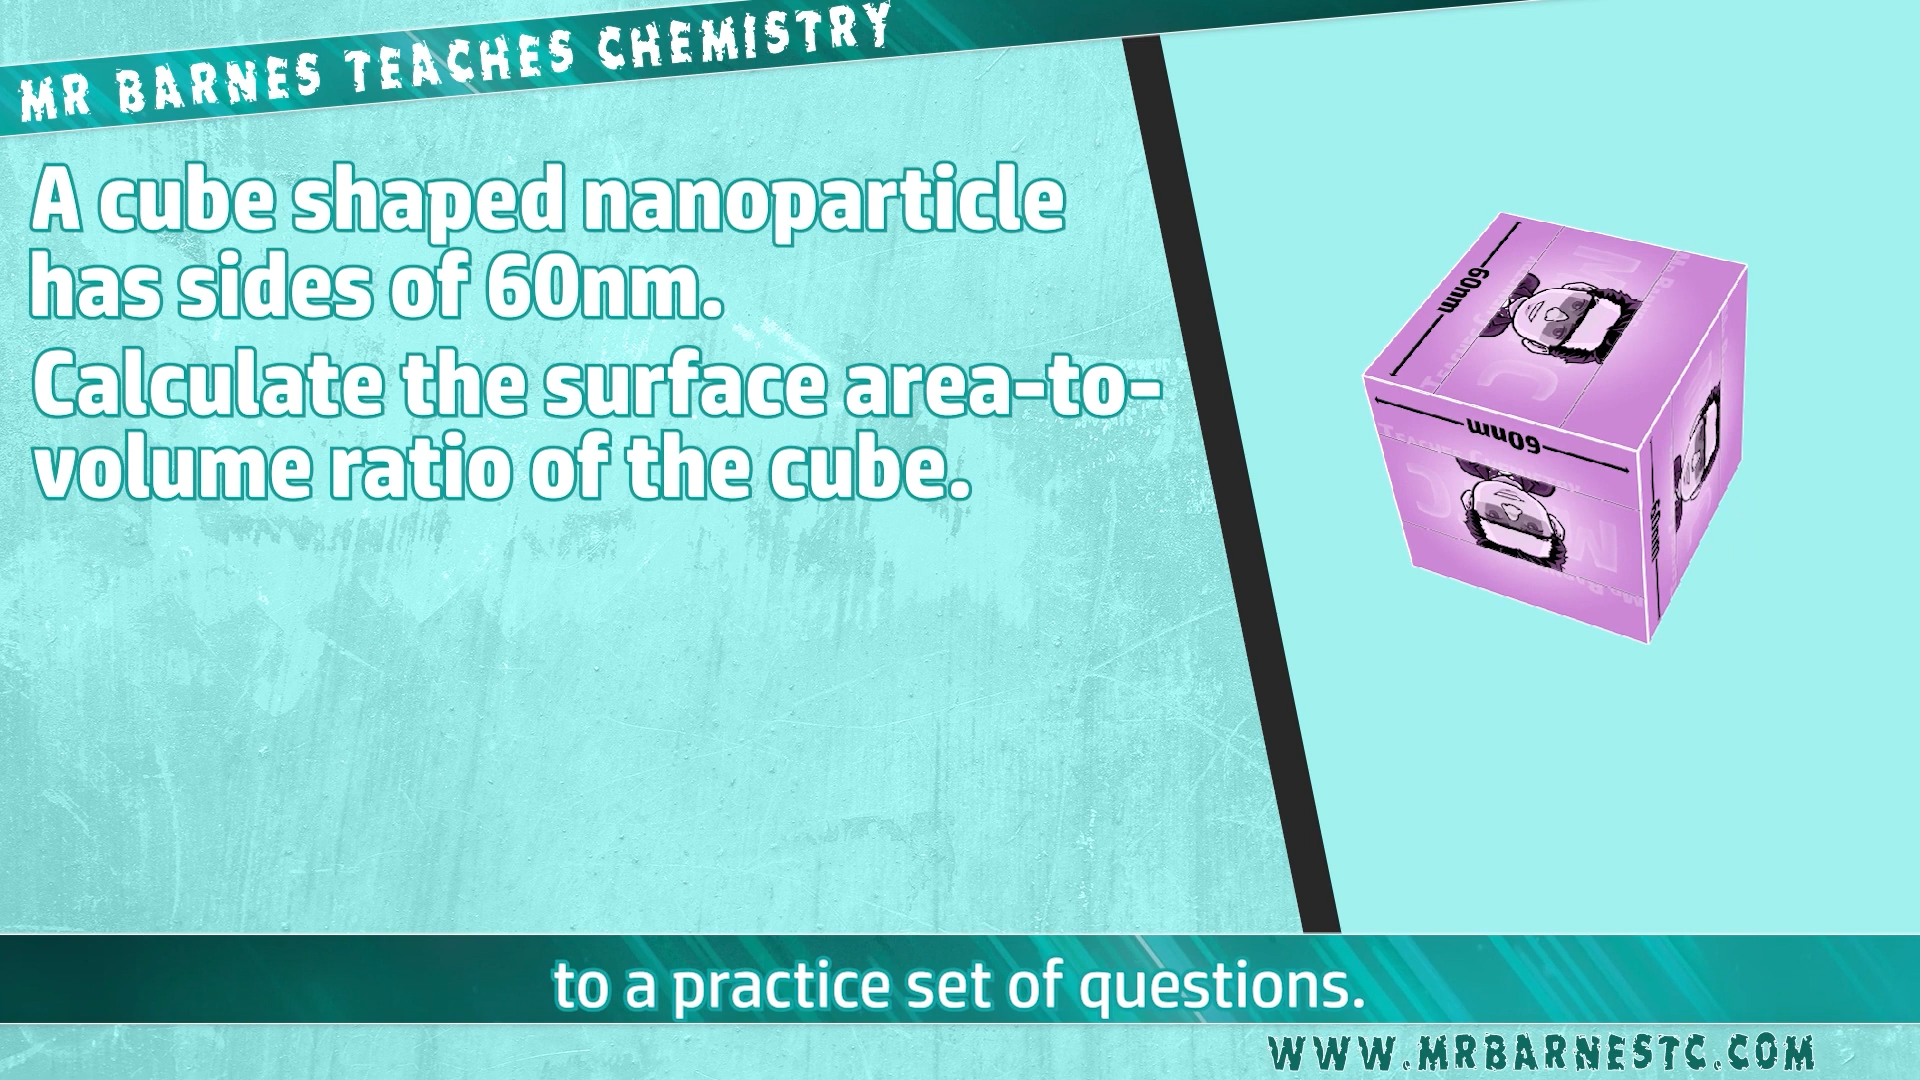 MR BARNES TEACHES CHEMISTRY
A cube shaped nanoparticle
has sides of 60nm.
Calculate the surface area-to-
volume ratio of the cube.
60nm
60nm
60nm
to a practice set of questions.
WWW.MRBARNESTC.COM